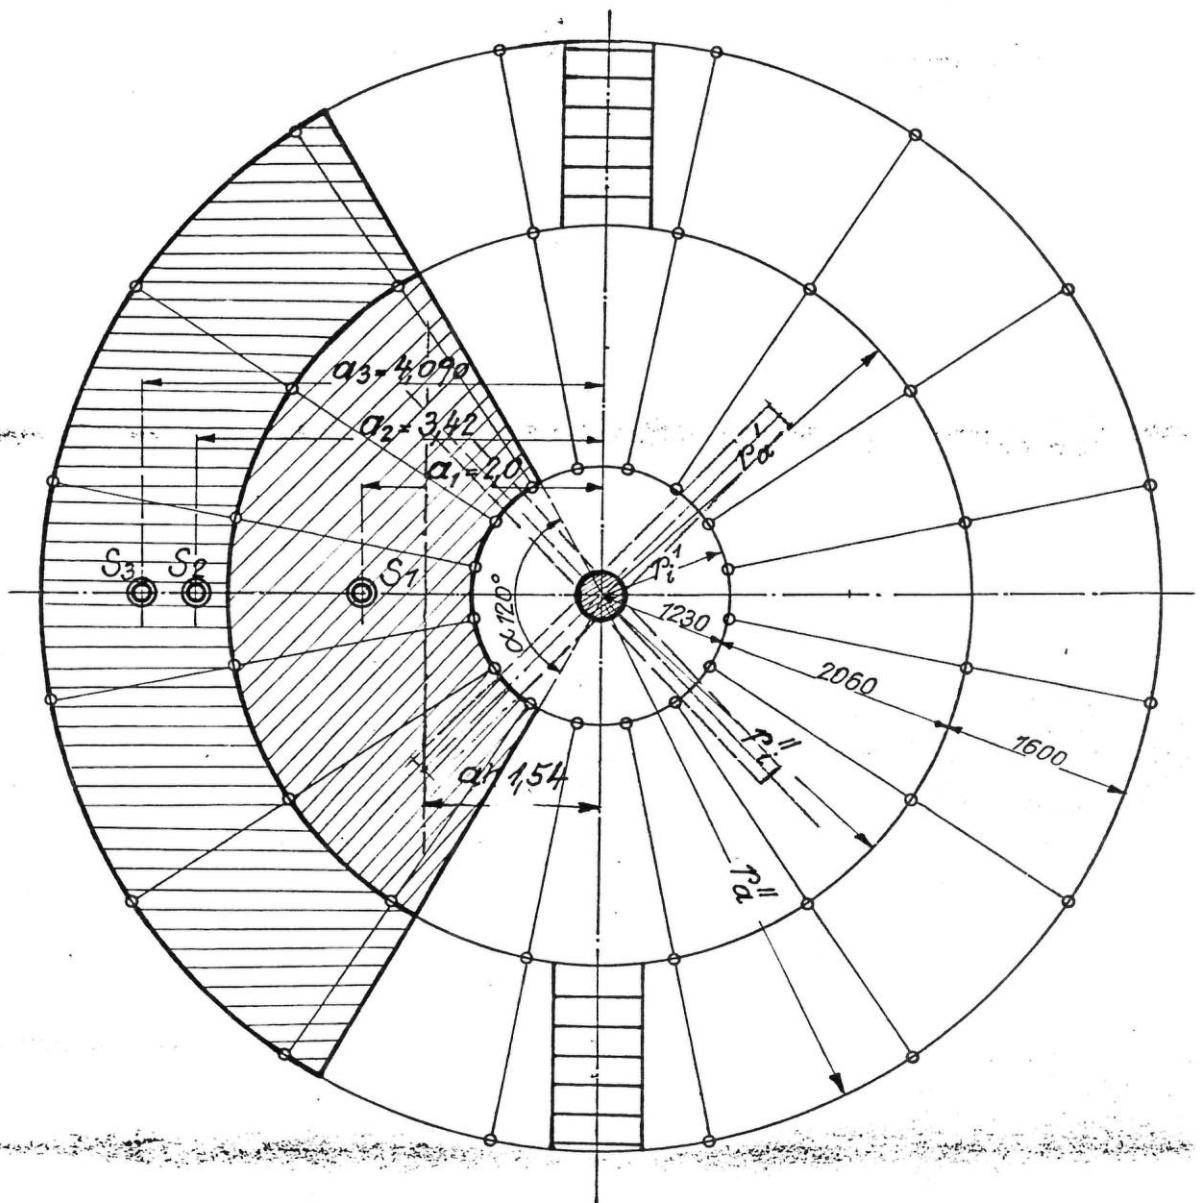 a₃=4,090
a₂=3,42
a₁=2,0
rₐ'
S₃
S₂
S₁
rᵢ'
α120°
1230
2060
rᵢ"
1600
1,54
rₐ"